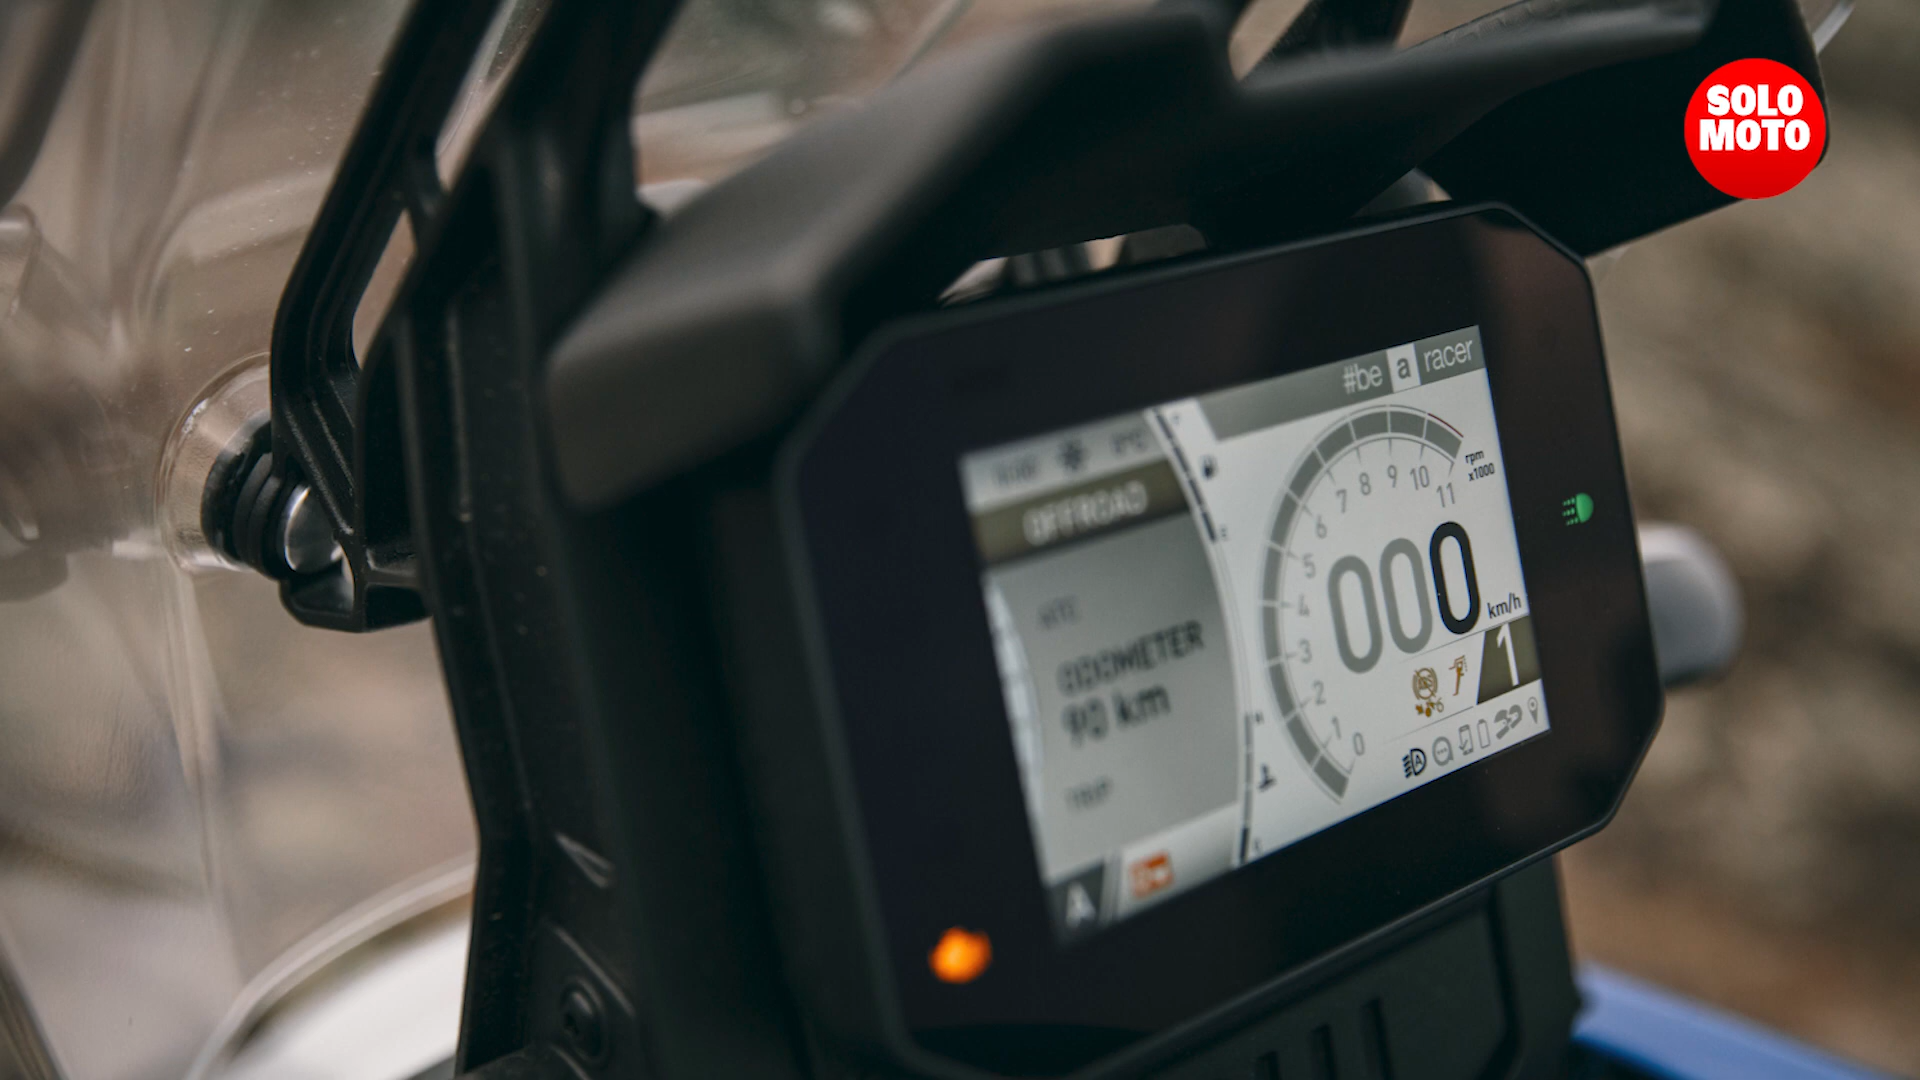 SOLO
MOTO
#be a racer
OFFROAD
rpm
x1000
11
10
9
8
7
6
5
4
3
2
1
0
000
km/h
1
ODOMETER
90 km
TRIP
A
A